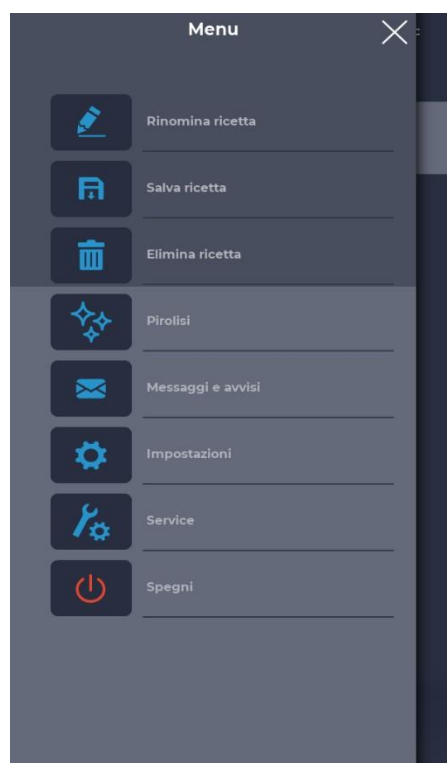 Menu
Rinomina ricetta
Salva ricetta
Elimina ricetta
Pirolisi
Messaggi e avvisi
Impostazioni
Service
Spegni